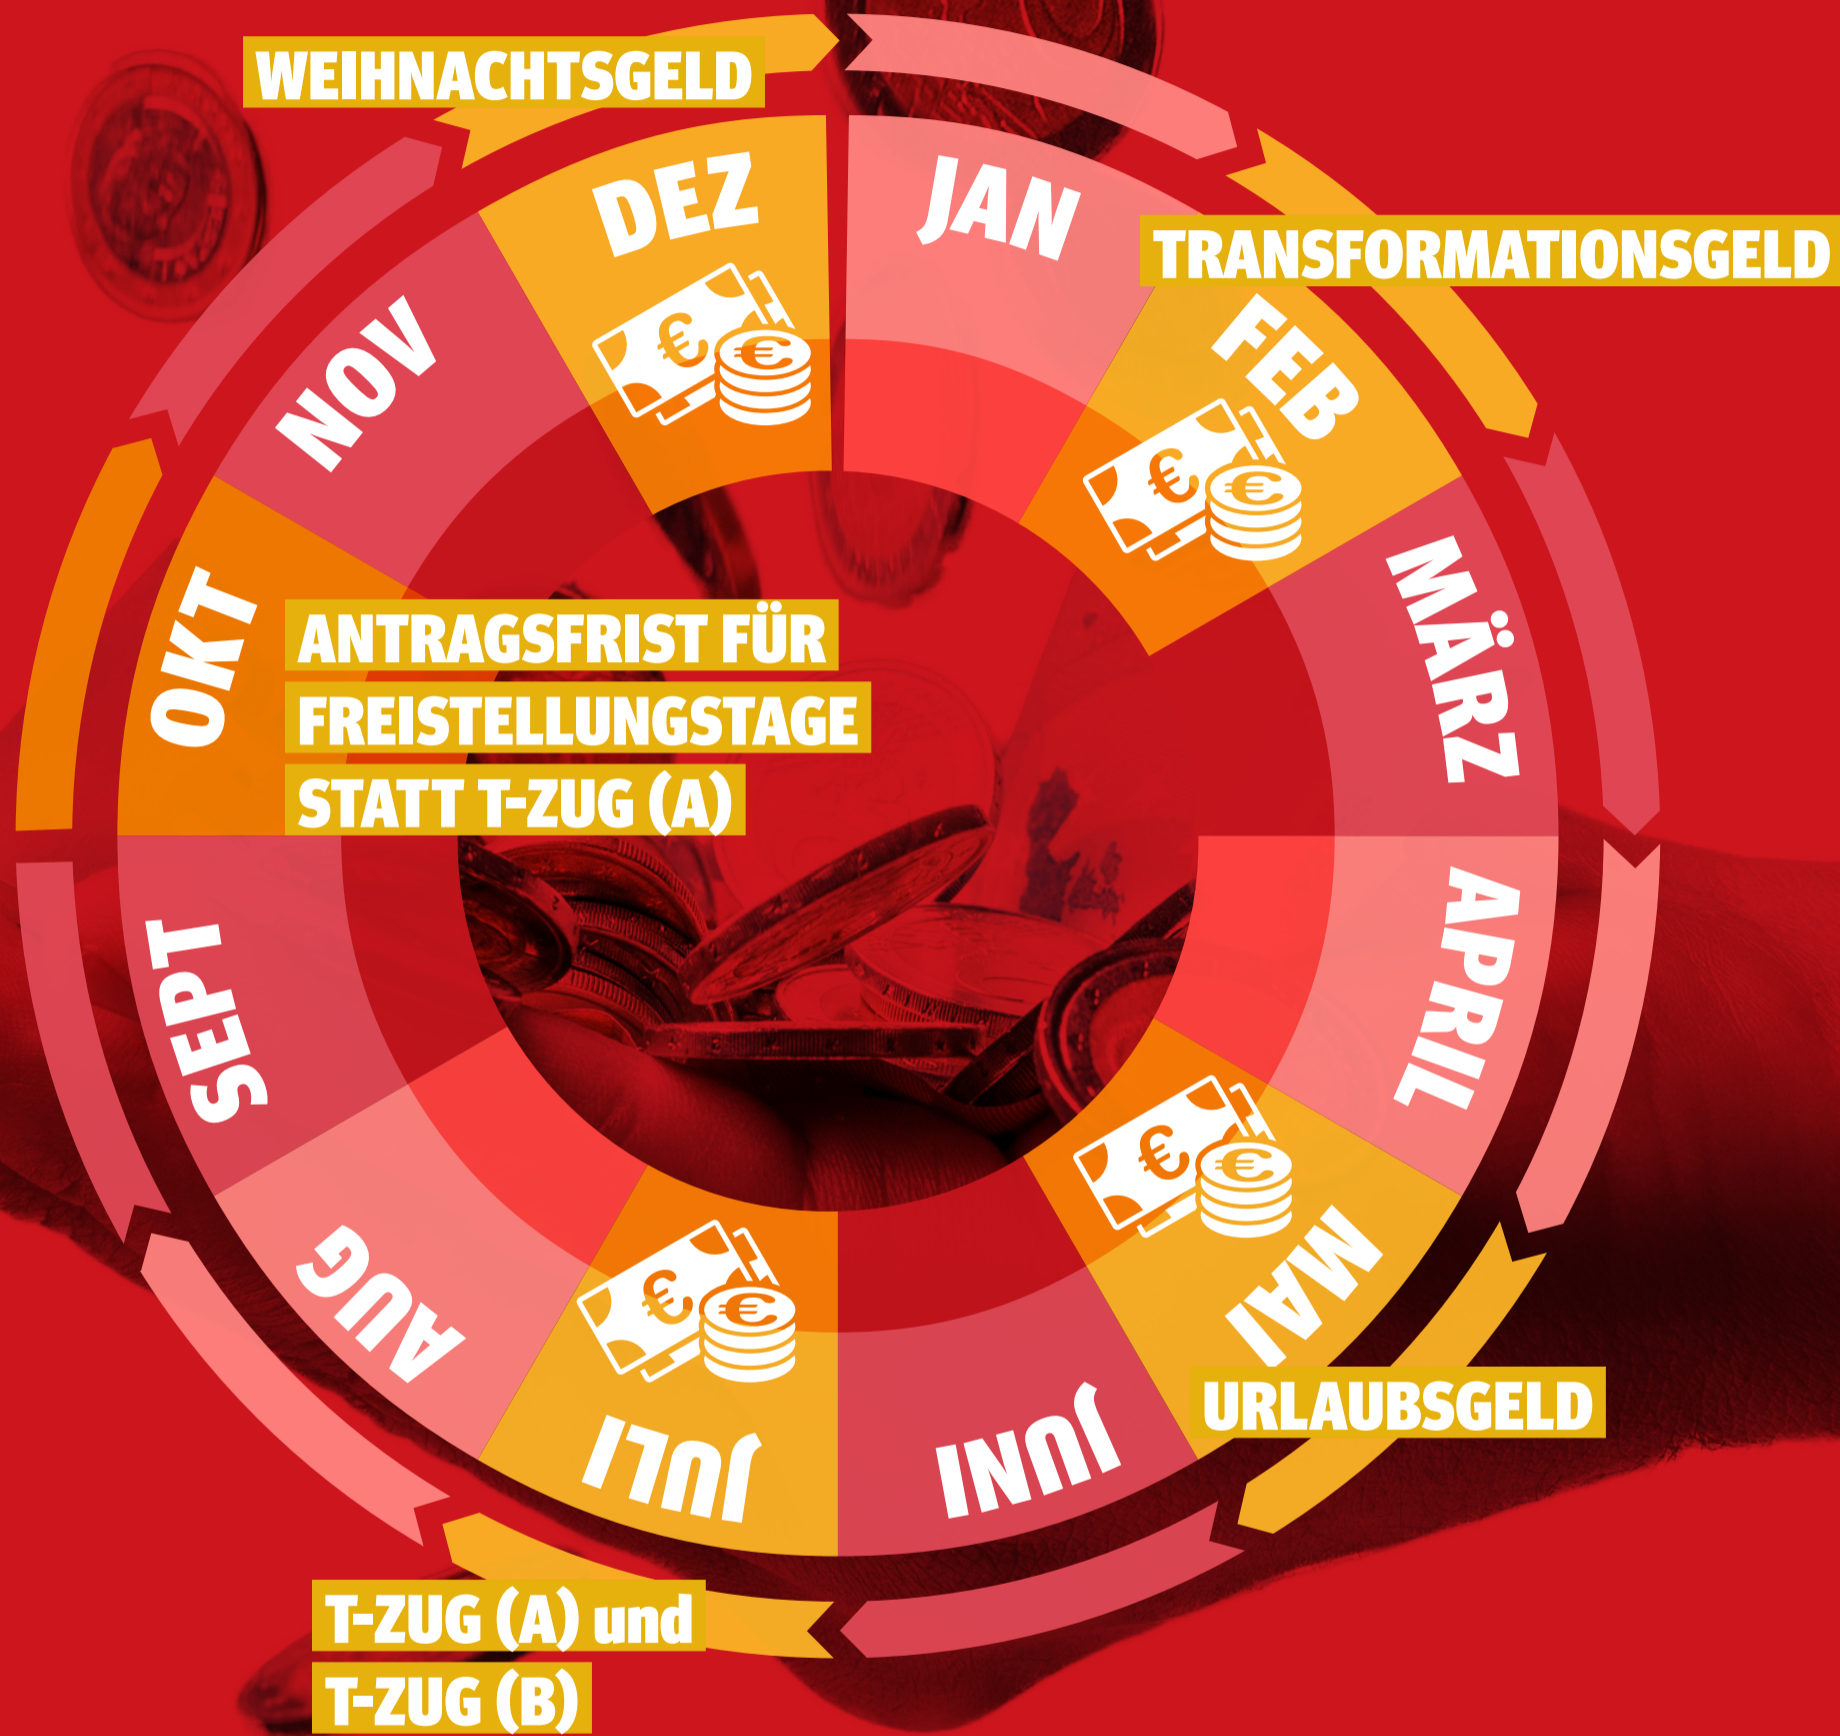 WEIHNACHTSGELD
DEZ
JAN
TRANSFORMATIONSGELD
FEB
MÄRZ
APRIL
MAI
URLAUBSGELD
JUNI
JULI
T-ZUG (A) und
T-ZUG (B)
AUG
SEPT
OKT
ANTRAGSFRIST FÜR
FREISTELLUNGSTAGE
STATT T-ZUG (A)
NOV
€
€
€
€
€
€
€
€